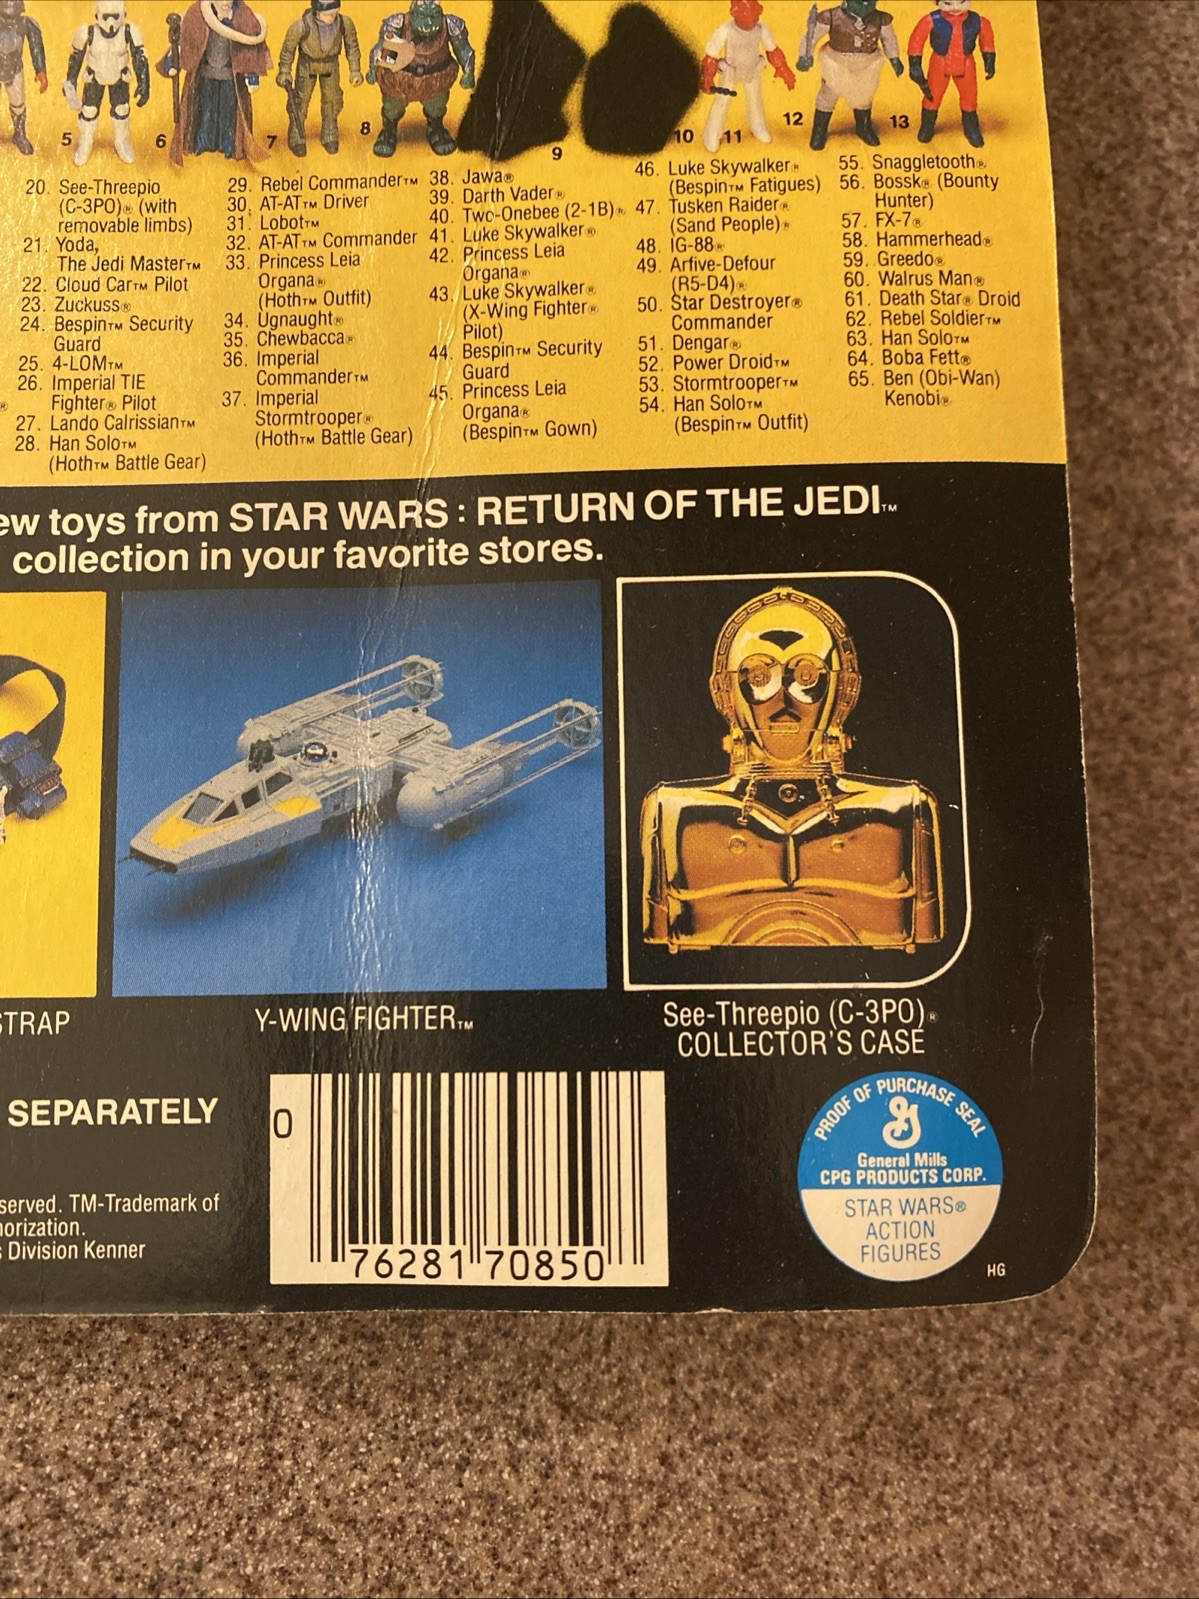 5
6
7
8
9
10
11
12
13
20. See-Threepio
(C-3PO)® (with
removable limbs)
21. Yoda,
The Jedi Master™
22. Cloud Car™ Pilot
23. Zuckuss®
24. Bespin™ Security
Guard
25. 4-LOM™
26. Imperial TIE
Fighter® Pilot
27. Lando Calrissian™
28. Han Solo™
(Hoth™ Battle Gear)
29. Rebel Commander™
30. AT-AT™ Driver
31. Lobot™
32. AT-AT™ Commander
33. Princess Leia
Organa®
(Hoth™ Outfit)
34. Ugnaught®
35. Chewbacca®
36. Imperial
Commander™
37. Imperial
Stormtrooper®
(Hoth™ Battle Gear)
38. Jawa®
39. Darth Vader®
40. Two-Onebee (2-1B)®
41. Luke Skywalker®
42. Princess Leia
Organa®
43. Luke Skywalker®
(X-Wing Fighter®
Pilot)
44. Bespin™ Security
Guard
45. Princess Leia
Organa®
(Bespin™ Gown)
46. Luke Skywalker®
(Bespin™ Fatigues)
47. Tusken Raider®
(Sand People)®
48. IG-88®
49. Arfive-Defour
(R5-D4)®
50. Star Destroyer®
Commander
51. Dengar®
52. Power Droid™
53. Stormtrooper™
54. Han Solo™
(Bespin™ Outfit)
55. Snaggletooth®
56. Bossk® (Bounty
Hunter)
57. FX-7®
58. Hammerhead®
59. Greedo®
60. Walrus Man®
61. Death Star® Droid
62. Rebel Soldier™
63. Han Solo™
64. Boba Fett®
65. Ben (Obi-Wan)
Kenobi®
®
ew toys from STAR WARS : RETURN OF THE JEDI™
collection in your favorite stores.
STRAP
Y-WING FIGHTER™
See-Threepio (C-3PO)®
COLLECTOR'S CASE
SEPARATELY
served. TM-Trademark of
horization.
s Division Kenner
0
76281 70850
PROOF OF PURCHASE SEAL
G
General Mills
CPG PRODUCTS CORP.
STAR WARS®
ACTION
FIGURES
HG